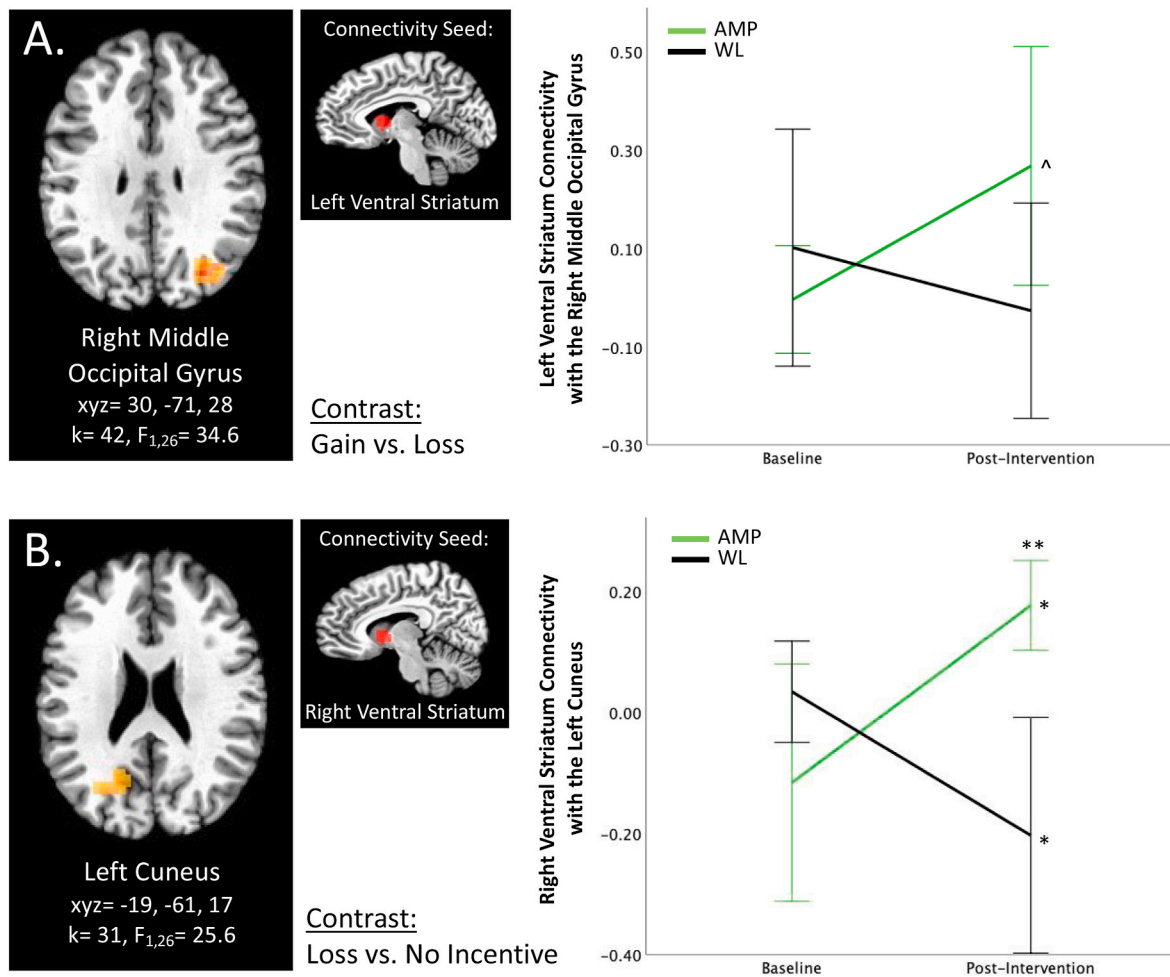 A.
Connectivity Seed:
Left Ventral Striatum
Right Middle
Occipital Gyrus
xyz= 30, -71, 28
k= 42, F1,26= 34.6
Contrast:
Gain vs. Loss
AMP
WL
Left Ventral Striatum Connectivity
with the Right Middle Occipital Gyrus
0.50
0.30
0.10
−0.10
−0.30
^
Baseline
Post-Intervention
B.
Connectivity Seed:
Right Ventral Striatum
Left Cuneus
xyz= -19, -61, 17
k= 31, F1,26= 25.6
Contrast:
Loss vs. No Incentive
AMP
WL
Right Ventral Striatum Connectivity
with the Left Cuneus
0.20
0.00
−0.20
−0.40
**
*
*
Baseline
Post-Intervention